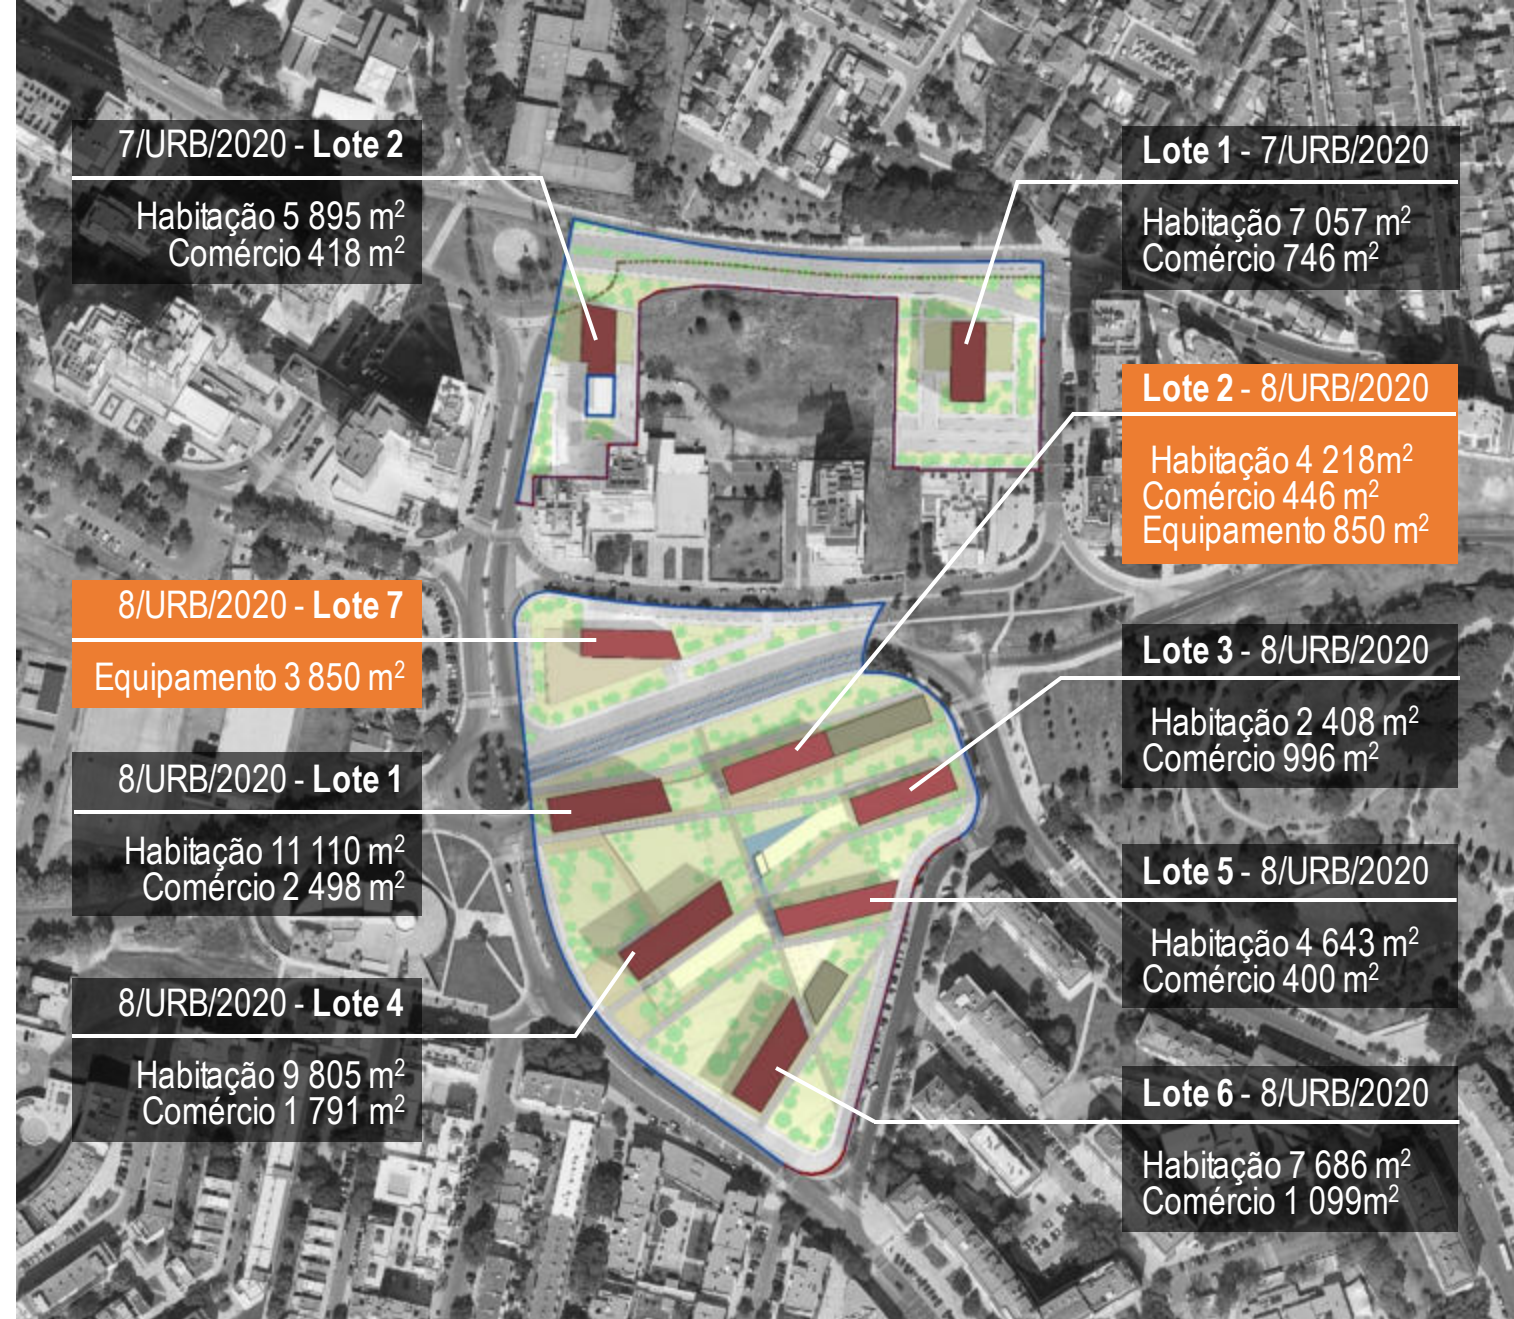 7/URB/2020 - Lote 2
Habitação 5 895 m²
Comércio 418 m²
Lote 1 - 7/URB/2020
Habitação 7 057 m²
Comércio 746 m²
Lote 2 - 8/URB/2020
Habitação 4 218m²
Comércio 446 m²
Equipamento 850 m²
8/URB/2020 - Lote 7
Equipamento 3 850 m²
Lote 3 - 8/URB/2020
Habitação 2 408 m²
Comércio 996 m²
8/URB/2020 - Lote 1
Habitação 11 110 m²
Comércio 2 498 m²
Lote 5 - 8/URB/2020
Habitação 4 643 m²
Comércio 400 m²
8/URB/2020 - Lote 4
Habitação 9 805 m²
Comércio 1 791 m²
Lote 6 - 8/URB/2020
Habitação 7 686 m²
Comércio 1 099m²